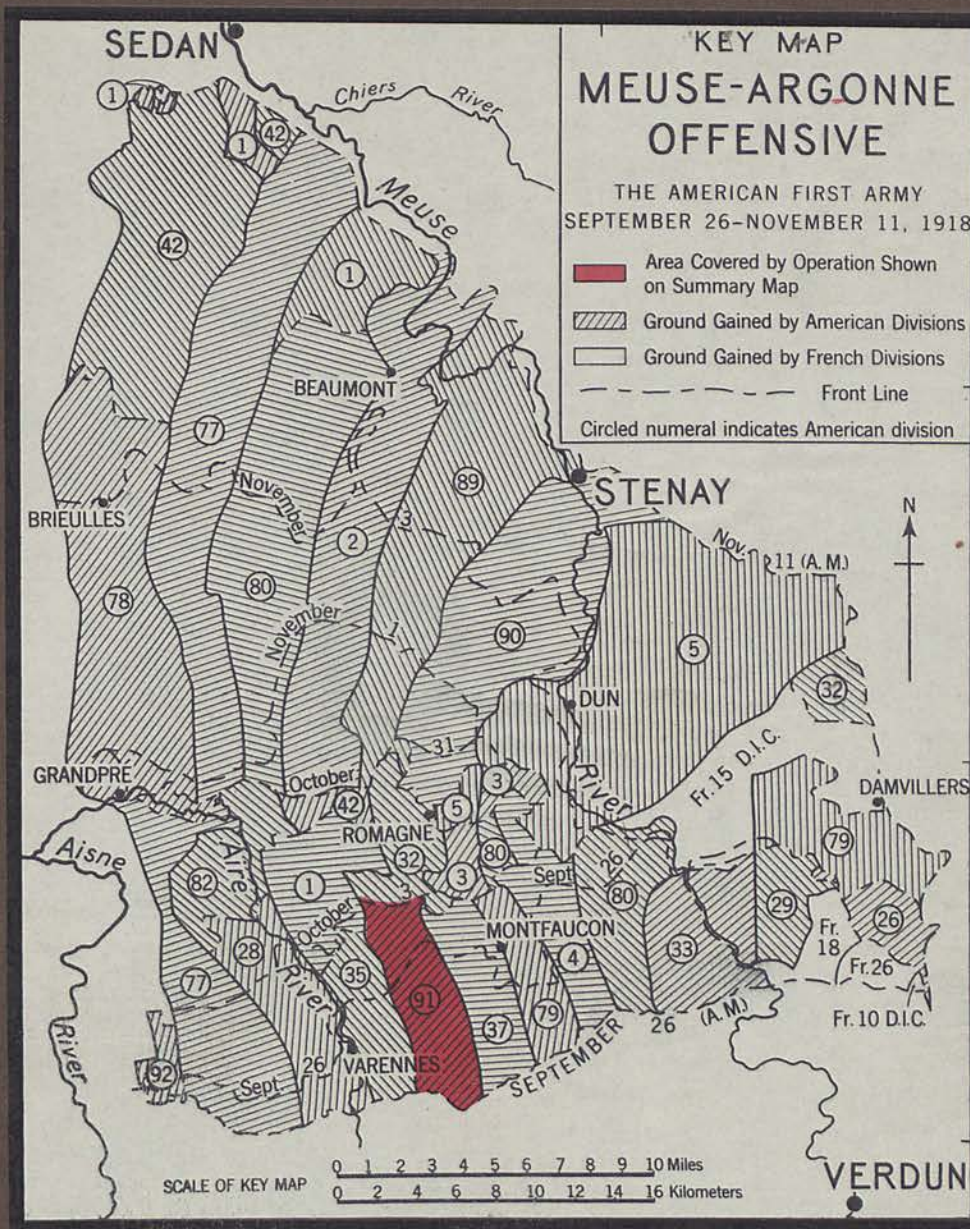 SEDAN
KEY MAP
MEUSE-ARGONNE
OFFENSIVE
THE AMERICAN FIRST ARMY
SEPTEMBER 26–NOVEMBER 11, 1918
Area Covered by Operation Shown
on Summary Map
Ground Gained by American Divisions
Ground Gained by French Divisions
Front Line
Circled numeral indicates American division
Chiers River
Meuse
1
1
42
42
1
BEAUMONT
77
89
November
3
STENAY
BRIEULLES
2
N
Nov.
11 (A.M.)
78
80
November
1
90
5
32
DUN
River
31
Fr. 15 D.I.C.
GRANDPRE
October
42
3
5
ROMAGNE
DAMVILLERS
Aisne
Aire
82
1
32
3
80
Sept.
26
80
79
3
October
29
26
28
River
35
MONTFAUCON
4
33
Fr.
18
77
91
37
79
Fr. 26
SEPTEMBER
26
(A.M.)
Fr. 10 D.I.C.
River
92
Sept.
26
VARENNES
SCALE OF KEY MAP
0 1 2 3 4 5 6 7 8 9 10 Miles
0 2 4 6 8 10 12 14 16 Kilometers
VERDUN